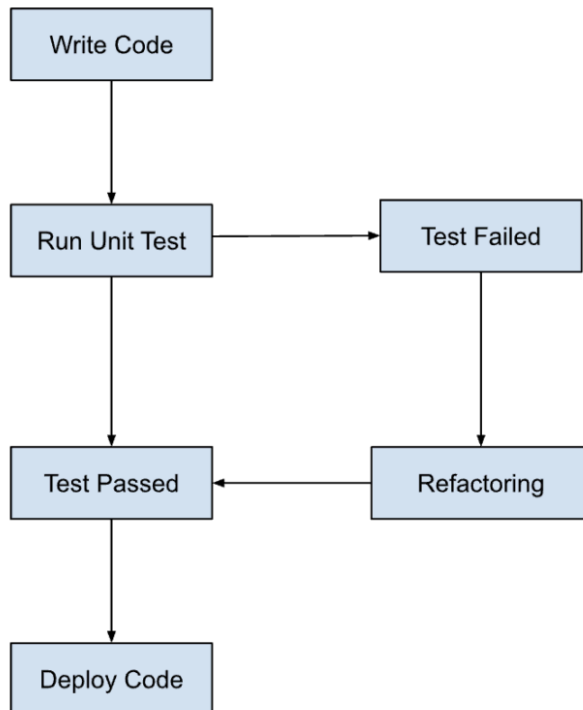 Write Code
Run Unit Test
Test Failed
Test Passed
Refactoring
Deploy Code